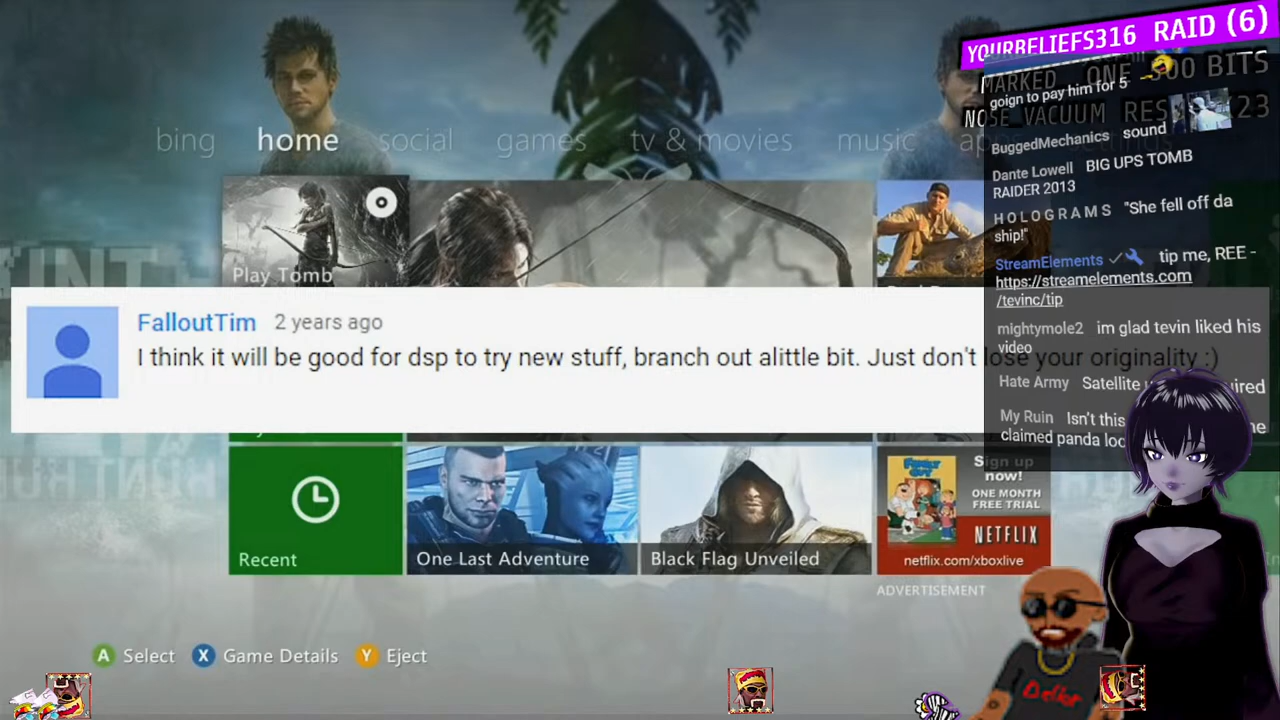 YOURBELIEFS316 RAID (6)
MARKED ONE 500 BITS
goign to pay him for 5
BuggedMechanics sound
Dante Lowell BIG UPS TOMB
RAIDER 2013
HOLOGRAMS "She fell off da
ship!"
StreamElements tip me, REE -
https://streamelements.com
/tevinc/tip
mightymole2 im glad tevin liked his
video
Hate Army Satellite
My Ruin Isn't this
claimed panda
bing home social games tv & movies music
Play Tomb
FalloutTim 2 years ago
I think it will be good for dsp to try new stuff, branch out alittle bit. Just don't lose your originality :)
Recent
One Last Adventure
Black Flag Unveiled
Sign up
now!
ONE MONTH
FREE TRIAL
NETFLIX
netflix.com/xboxlive
ADVERTISEMENT
A Select X Game Details Y Eject